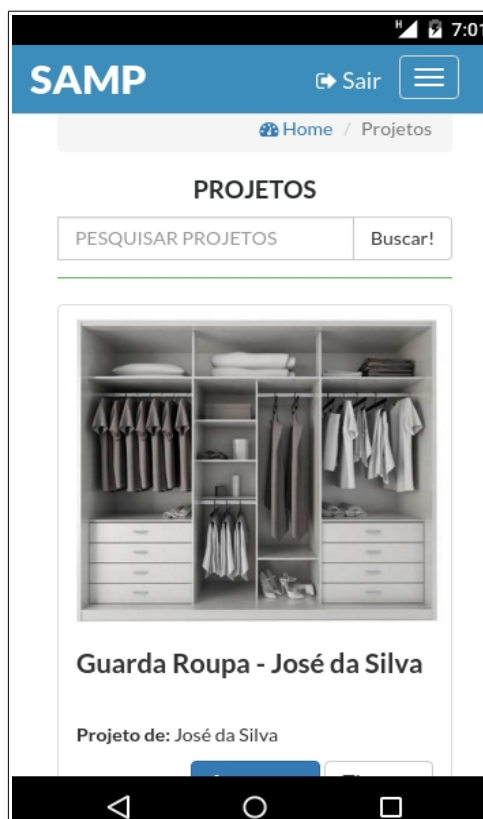 H 7:01
SAMP Sair
Home / Projetos
PROJETOS
PESQUISAR PROJETOS Buscar!
Guarda Roupa - José da Silva
Projeto de: José da Silva